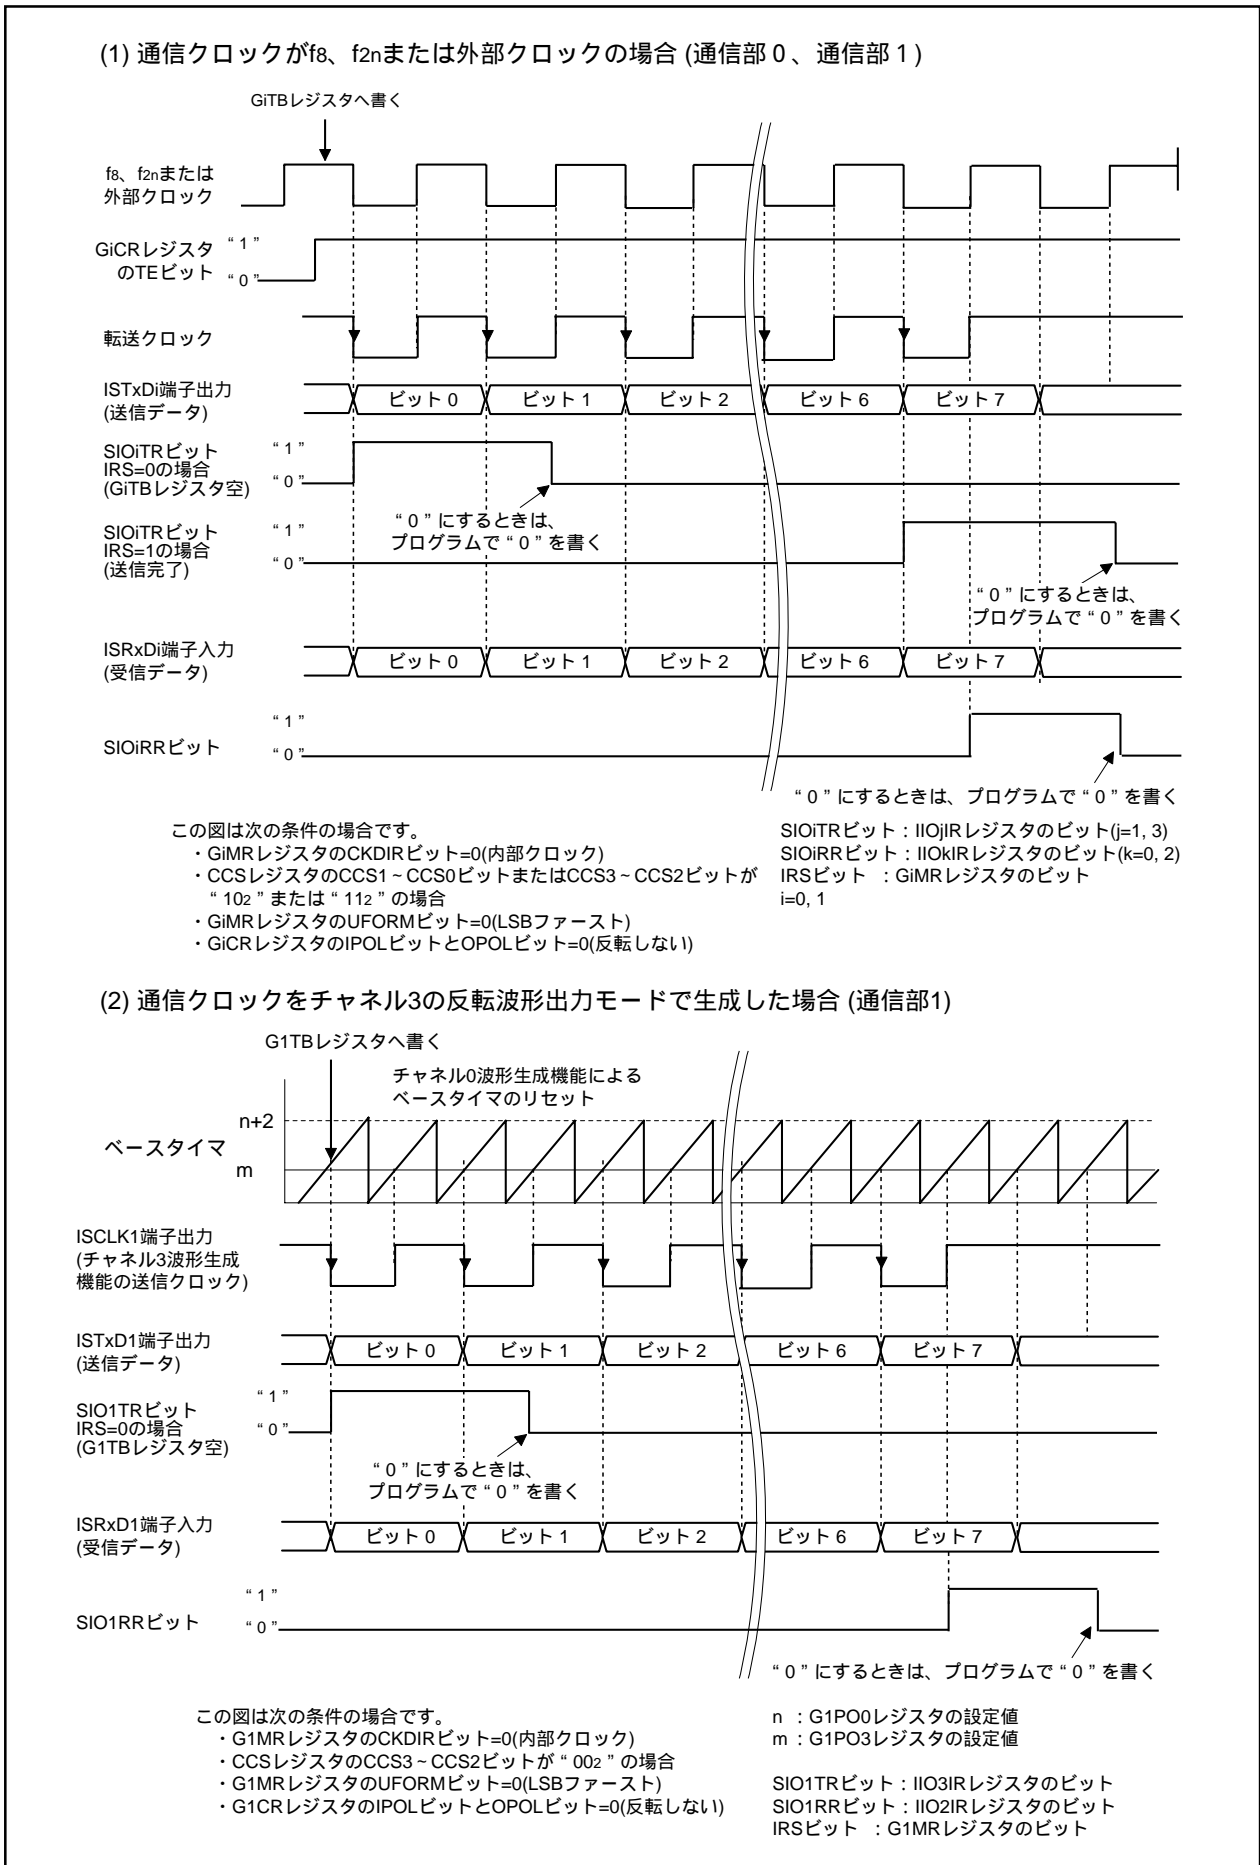 (1) 通信クロックがf8、f2nまたは外部クロックの場合 (通信部０、通信部１)
GiTBレジスタへ書く
f8、f2nまたは
外部クロック
GiCRレジスタ
のTEビット
“ 1 ”
“ 0 ”
転送クロック
ISTxDi端子出力
(送信データ)
ビット 0
ビット 1
ビット 2
ビット 6
ビット 7
SIOiTRビット
IRS=0の場合
(GiTBレジスタ空)
“ 1 ”
“ 0 ”
“ 0 ” にするときは、
プログラムで “ 0 ” を書く
SIOiTRビット
IRS=1の場合
(送信完了)
“ 1 ”
“ 0 ”
“ 0 ” にするときは、
プログラムで “ 0 ” を書く
ISRxDi端子入力
(受信データ)
ビット 0
ビット 1
ビット 2
ビット 6
ビット 7
SIOiRRビット
“ 1 ”
“ 0 ”
“ 0 ” にするときは、プログラムで “ 0 ” を書く
この図は次の条件の場合です。
・GiMRレジスタのCKDIRビット=0(内部クロック)
・CCSレジスタのCCS1～CCS0ビットまたはCCS3～CCS2ビットが
“ 102 ” または “ 112 ” の場合
・GiMRレジスタのUFORMビット=0(LSBファースト)
・GiCRレジスタのIPOLビットとOPOLビット=0(反転しない)
SIOiTRビット：IIOjIRレジスタのビット(j=1, 3)
SIOiRRビット：IIOkIRレジスタのビット(k=0, 2)
IRSビット ：GiMRレジスタのビット
i=0, 1
(2) 通信クロックをチャネル3の反転波形出力モードで生成した場合 (通信部1)
G1TBレジスタへ書く
チャネル0波形生成機能による
ベースタイマのリセット
ベースタイマ
n+2
m
ISCLK1端子出力
(チャネル3波形生成
機能の送信クロック)
ISTxD1端子出力
(送信データ)
ビット 0
ビット 1
ビット 2
ビット 6
ビット 7
SIO1TRビット
IRS=0の場合
(G1TBレジスタ空)
“ 1 ”
“ 0 ”
“ 0 ” にするときは、
プログラムで “ 0 ” を書く
ISRxD1端子入力
(受信データ)
ビット 0
ビット 1
ビット 2
ビット 6
ビット 7
SIO1RRビット
“ 1 ”
“ 0 ”
“ 0 ” にするときは、プログラムで “ 0 ” を書く
この図は次の条件の場合です。
・G1MRレジスタのCKDIRビット=0(内部クロック)
・CCSレジスタのCCS3～CCS2ビットが “ 002 ” の場合
・G1MRレジスタのUFORMビット=0(LSBファースト)
・G1CRレジスタのIPOLビットとOPOLビット=0(反転しない)
n ：G1PO0レジスタの設定値
m ：G1PO3レジスタの設定値
SIO1TRビット：IIO3IRレジスタのビット
SIO1RRビット：IIO2IRレジスタのビット
IRSビット ：G1MRレジスタのビット